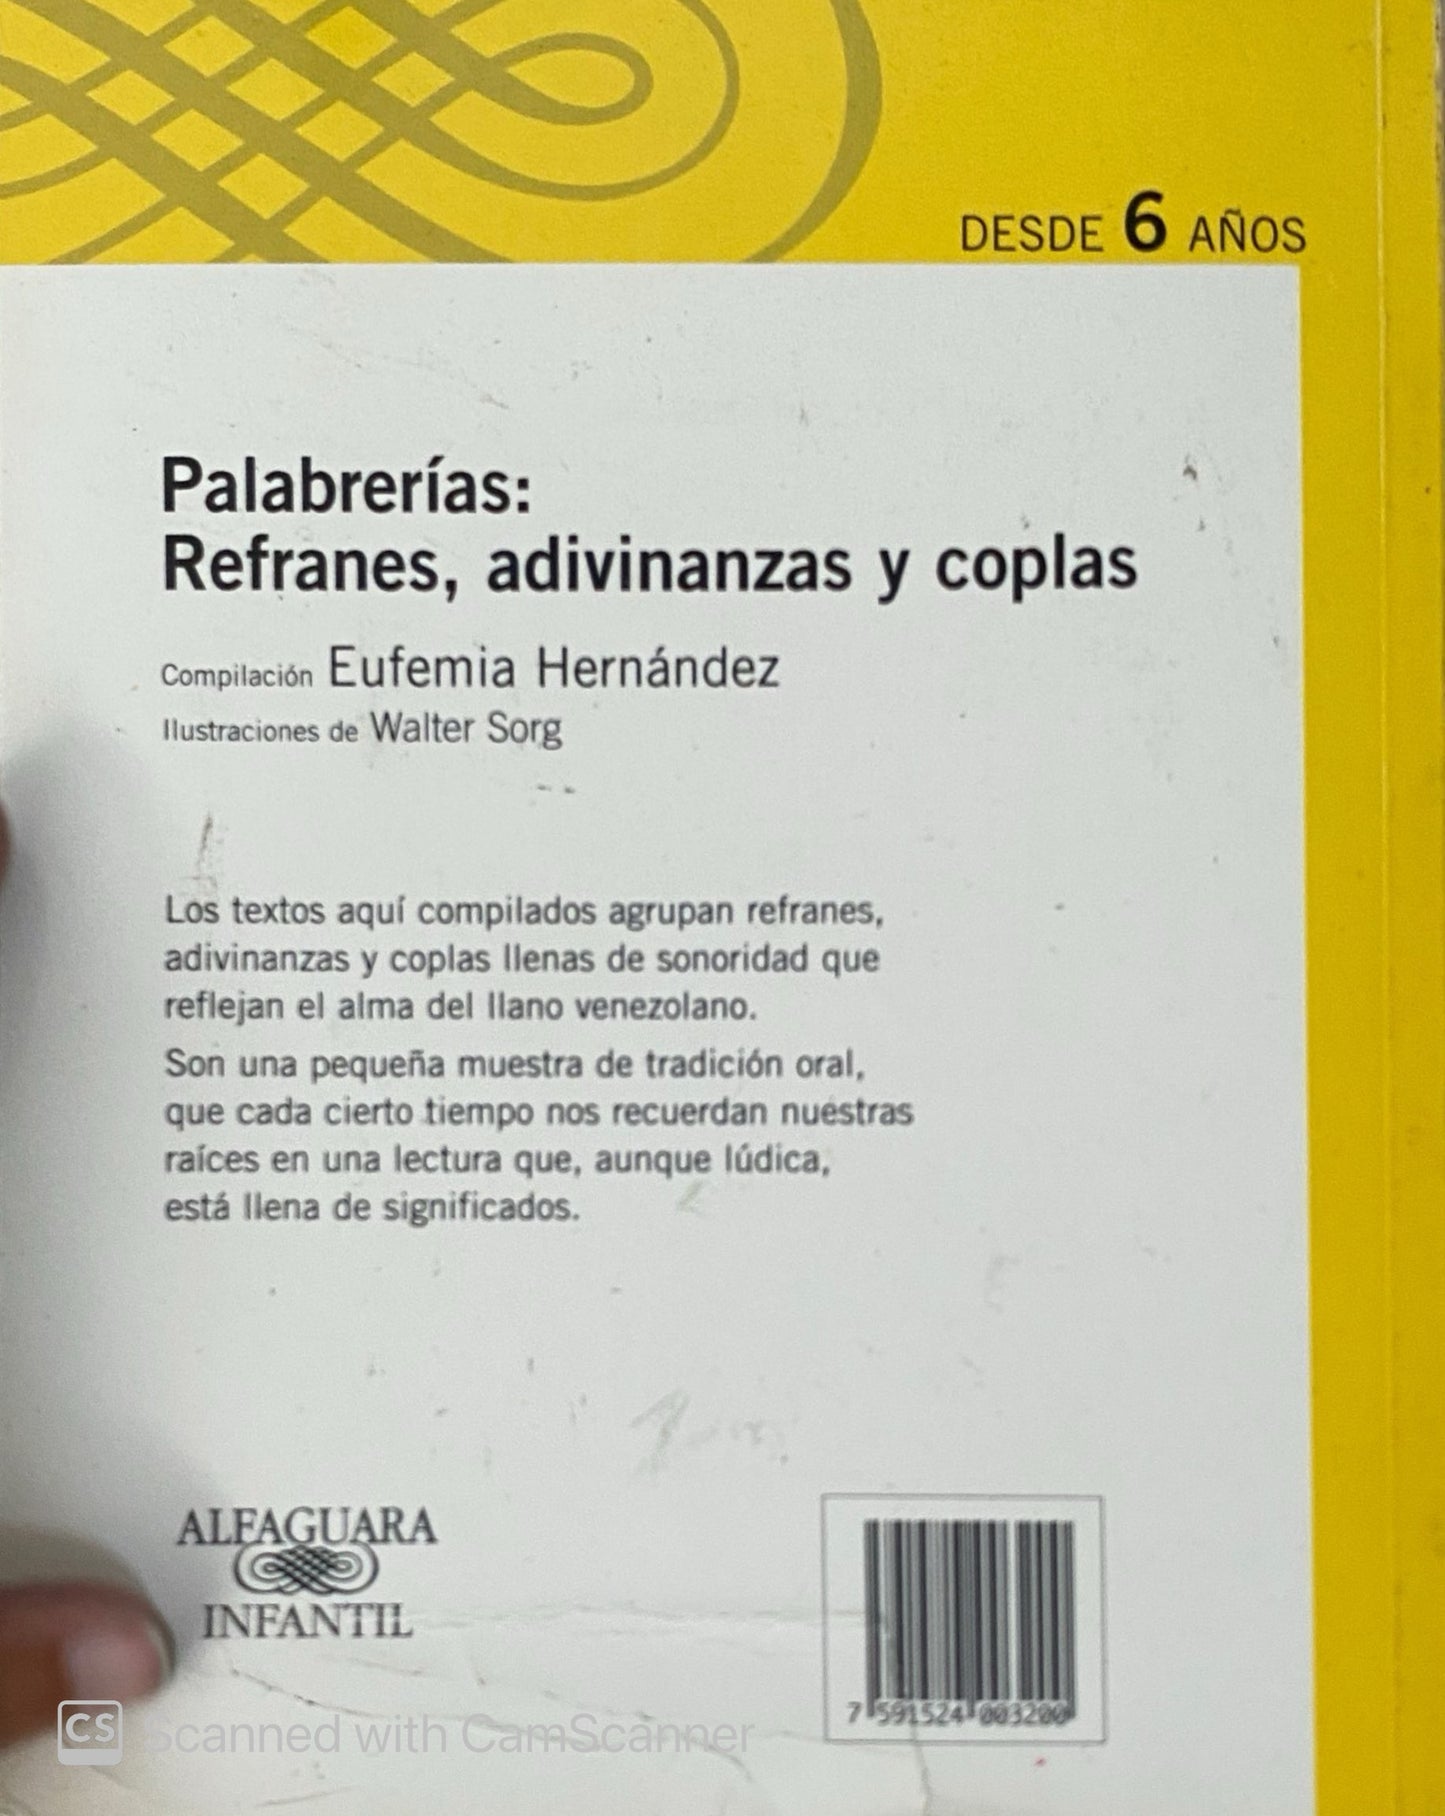 DESDE 6 AÑOS
Palabrerías:
Refranes, adivinanzas y coplas
Compilación Eufemia Hernández
Ilustraciones de Walter Sorg
Los textos aquí compilados agrupan refranes,
adivinanzas y coplas llenas de sonoridad que
reflejan el alma del llano venezolano.
Son una pequeña muestra de tradición oral,
que cada cierto tiempo nos recuerdan nuestras
raíces en una lectura que, aunque lúdica,
está llena de significados.
ALFAGUARA
INFANTIL
7 591524 003200
CS Scanned with CamScanner